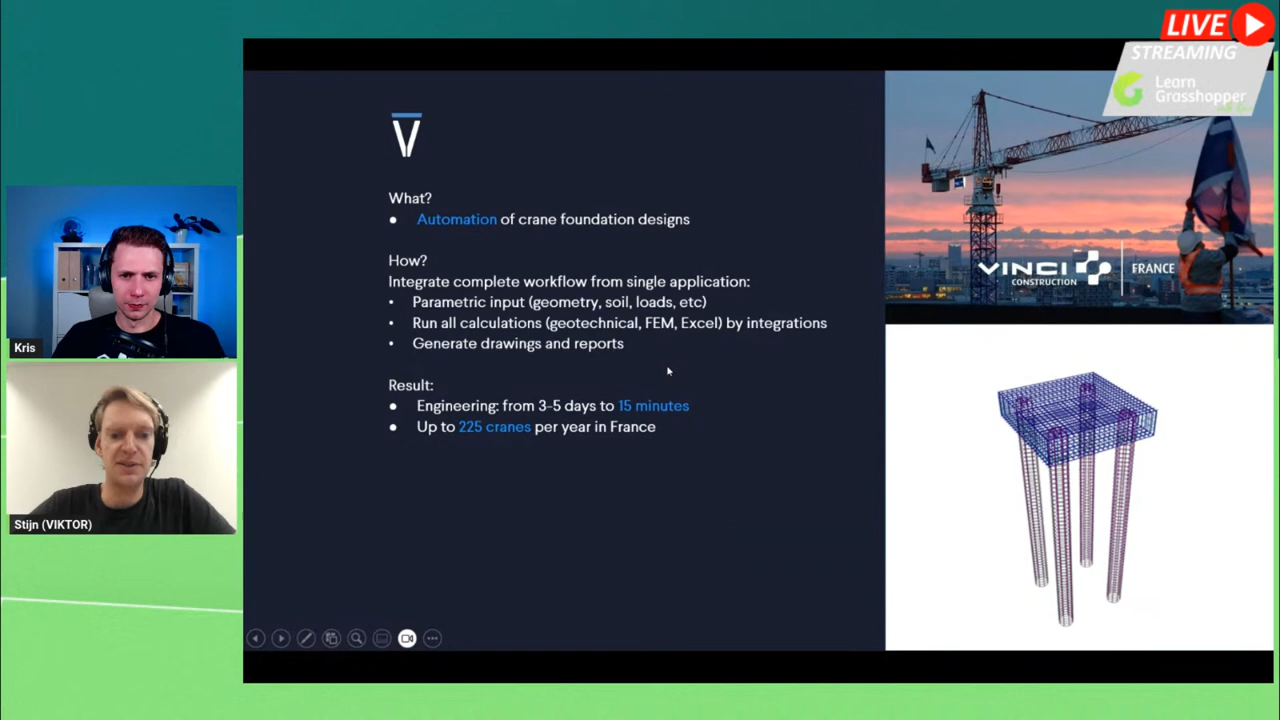 LIVE
STREAMING
Learn
Grasshopper
V
What?
● Automation of crane foundation designs
How?
Integrate complete workflow from single application:
• Parametric input (geometry, soil, loads, etc)
• Run all calculations (geotechnical, FEM, Excel) by integrations
• Generate drawings and reports
Result:
● Engineering: from 3-5 days to 15 minutes
● Up to 225 cranes per year in France
VINCI
CONSTRUCTION
FRANCE
Kris
Stijn (VIKTOR)